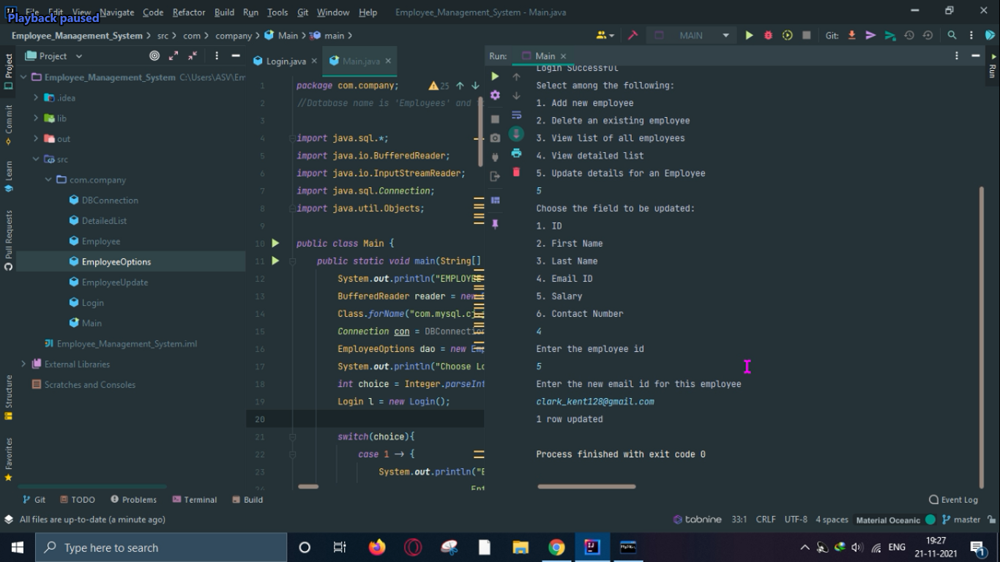 File Edit View Navigate Code Refactor Build Run Tools Git Window Help Employee_Management_System - Main.java
Playback paused
Employee_Management_System src com company Main main MAIN Git:
Project
Employee_Management_System C:\Users\ASV\Em
.idea
lib
out
src
com.company
DBConnection
DetailedList
Employee
EmployeeOptions
EmployeeUpdate
Login
Main
Employee_Management_System.iml
External Libraries
Scratches and Consoles
Project
Commit
Learn
Pull Requests
Structure
Favorites
Login.java Main.java
25
1 package com.company;
2 //Database name is 'Employees' and
3
4 import java.sql.*;
5 import java.io.BufferedReader;
6 import java.io.InputStreamReader;
7 import java.sql.Connection;
8 import java.util.Objects;
9
10 public class Main {
11 public static void main(String[]
12 System.out.println("EMPLOYEE
13 BufferedReader reader = new
14 Class.forName("com.mysql.cj.
15 Connection con = DBConnection
16 EmployeeOptions dao = new Emp
17 System.out.println("Choose Lo
18 int choice = Integer.parseInt
19 Login l = new Login();
20
21 switch(choice){
22 case 1 -> {
23 System.out.println("E
24 Ent
Run: Main
Run
Login Successful
Select among the following:
1. Add new employee
2. Delete an existing employee
3. View list of all employees
4. View detailed list
5. Update details for an Employee
5
Choose the field to be updated:
1. ID
2. First Name
3. Last Name
4. Email ID
5. Salary
6. Contact Number
4
Enter the employee id
5
Enter the new email id for this employee
clark_kent128@gmail.com
1 row updated
Process finished with exit code 0
Git TODO Problems Terminal Build Event Log
All files are up-to-date (a minute ago) tabnine 33:1 CRLF UTF-8 4 spaces Material Oceanic master
Type here to search
ENG
19:27
21-11-2021
1